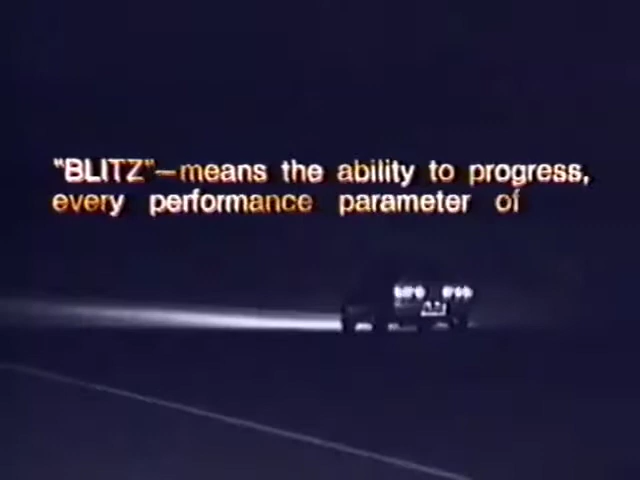 "BLITZ"—means the ability to progress,
every performance parameter of